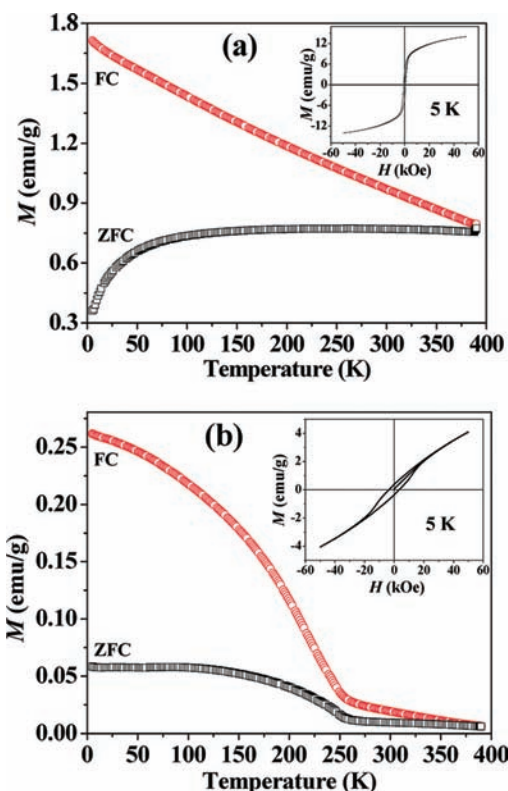 (a)
FC
ZFC
M (emu/g)
1.8
1.5
1.2
0.9
0.6
0.3
0 50 100 150 200 250 300 350 400
Temperature (K)
M (emu/g)
12
6
0
-6
-12
5 K
-60 -40 -20 0 20 40 60
H (kOe)
(b)
FC
ZFC
M (emu/g)
0.25
0.20
0.15
0.10
0.05
0.00
0 50 100 150 200 250 300 350 400
Temperature (K)
M (emu/g)
4
2
0
-2
-4
5 K
-60 -40 -20 0 20 40 60
H (kOe)